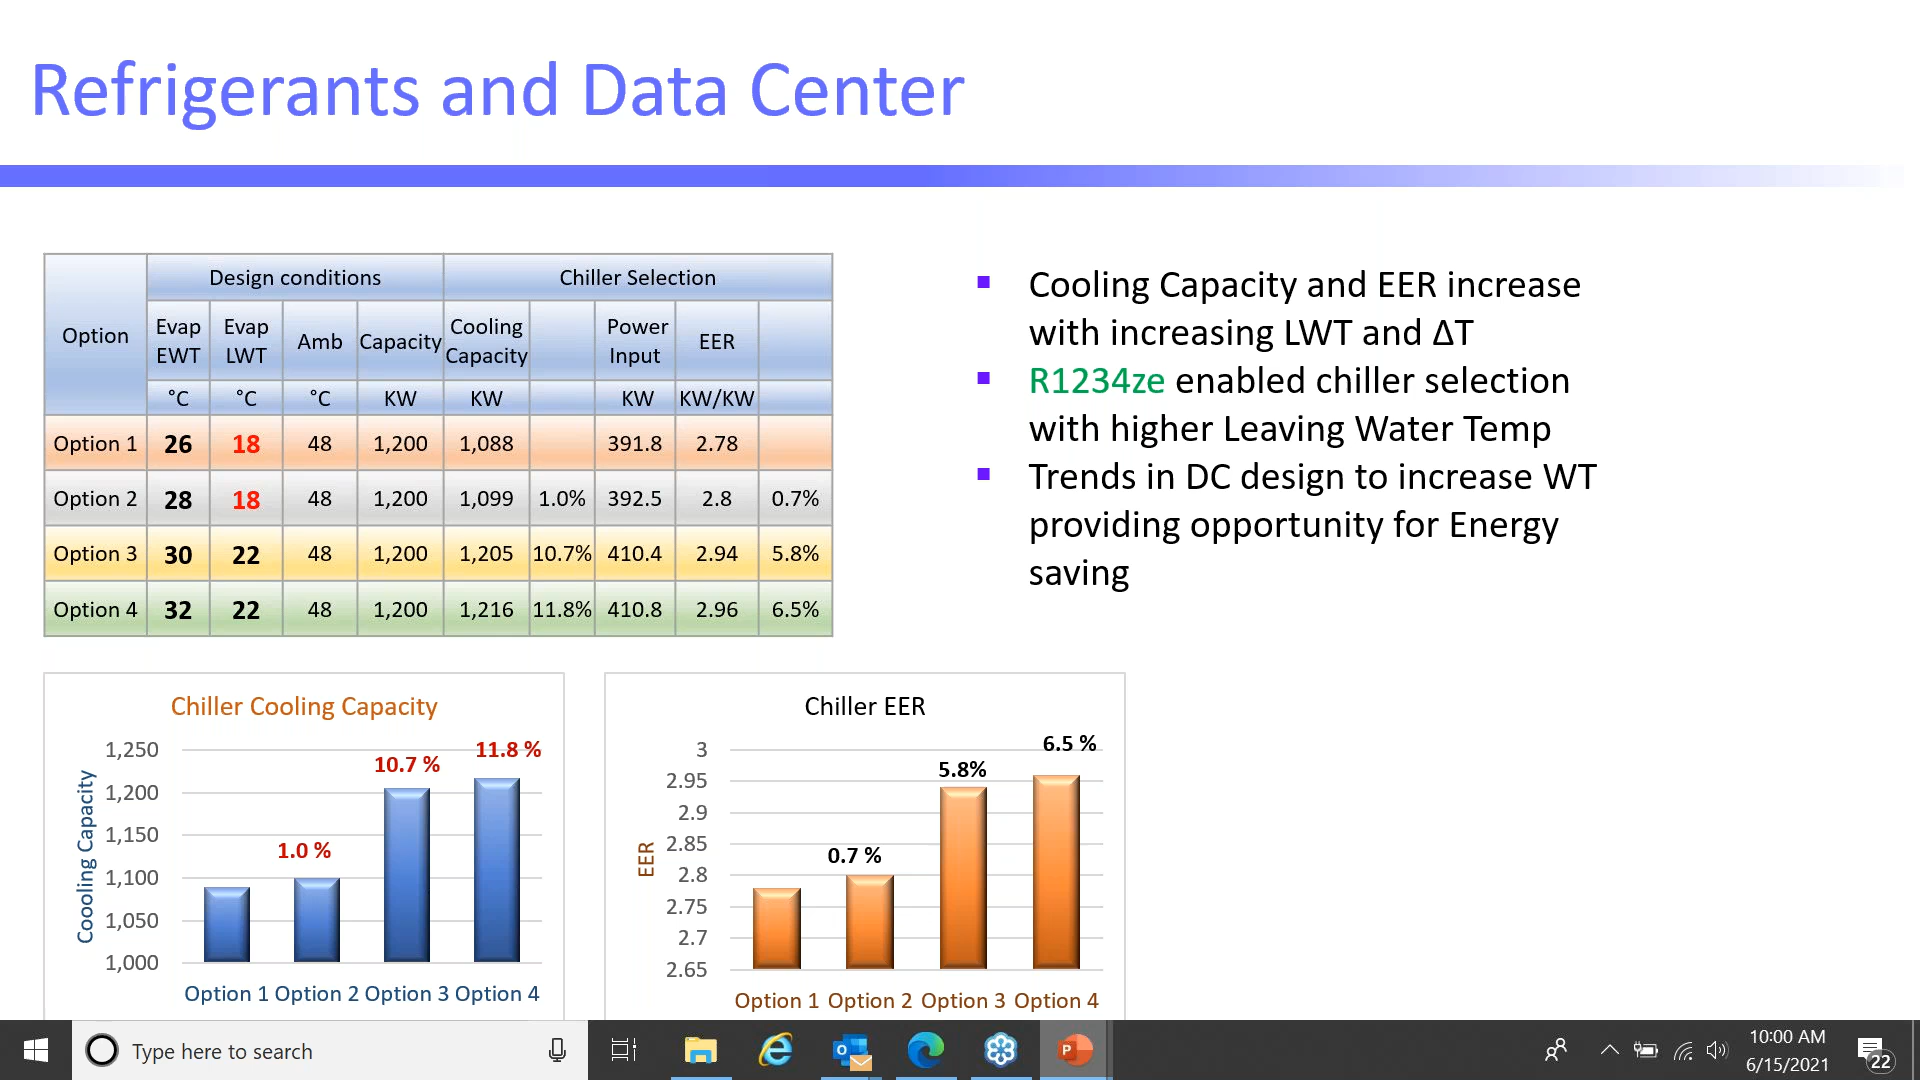 Refrigerants and Data Center
Option
Design conditions
Chiller Selection
Evap EWT
Evap LWT
Amb
Capacity
Cooling Capacity
Power Input
EER
°C °C °C KW KW KW KW/KW
Option 1 26 18 48 1,200 1,088 391.8 2.78
Option 2 28 18 48 1,200 1,099 1.0% 392.5 2.8 0.7%
Option 3 30 22 48 1,200 1,205 10.7% 410.4 2.94 5.8%
Option 4 32 22 48 1,200 1,216 11.8% 410.8 2.96 6.5%
Cooling Capacity and EER increase
with increasing LWT and ΔT
R1234ze enabled chiller selection
with higher Leaving Water Temp
Trends in DC design to increase WT
providing opportunity for Energy
saving
Chiller Cooling Capacity
Coooling Capacity
1,250
1,200
1,150
1,100
1,050
1,000
1.0 %
10.7 %
11.8 %
Option 1 Option 2 Option 3 Option 4
Chiller EER
EER
3
2.95
2.9
2.85
2.8
2.75
2.7
2.65
0.7 %
5.8%
6.5 %
Option 1 Option 2 Option 3 Option 4
Type here to search
10:00 AM
6/15/2021
22